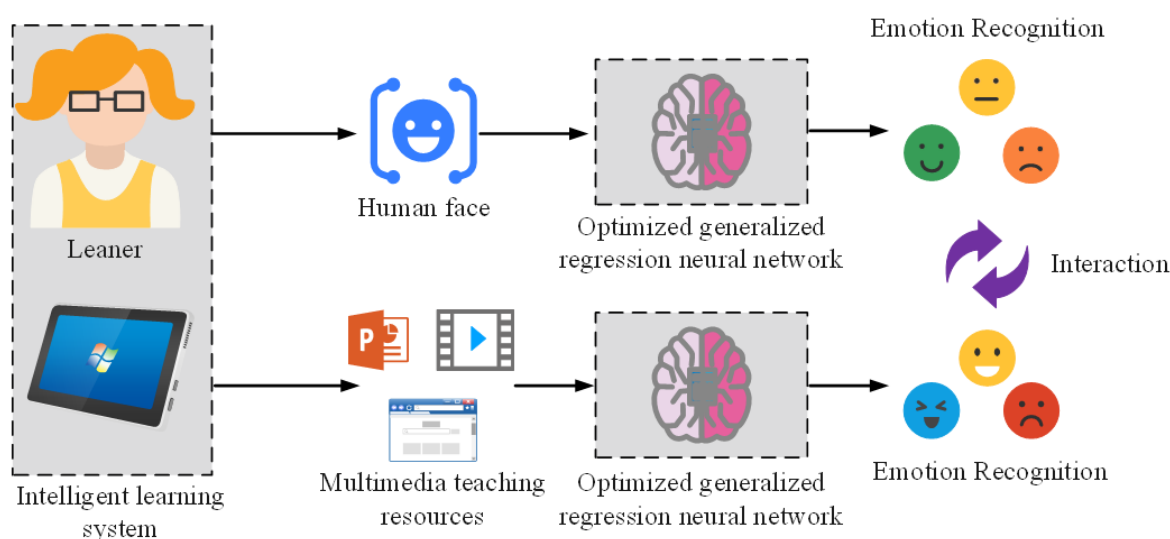 Emotion Recognition
Human face
Optimized generalized
regression neural network
Leaner
Interaction
P
Emotion Recognition
Intelligent learning
system
Multimedia teaching
resources
Optimized generalized
regression neural network